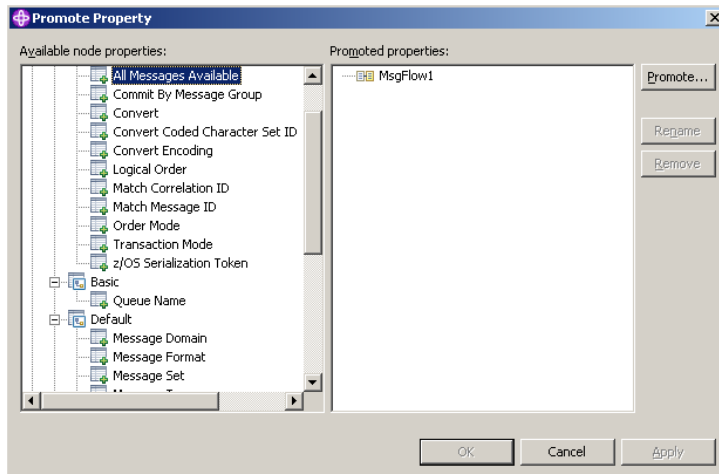 Promote Property
Available node properties:
Promoted properties:
All Messages Available
Commit By Message Group
Convert
Convert Coded Character Set ID
Convert Encoding
Logical Order
Match Correlation ID
Match Message ID
Order Mode
Transaction Mode
z/OS Serialization Token
Basic
Queue Name
Default
Message Domain
Message Format
Message Set
MsgFlow1
Promote...
Rename
Remove
OK
Cancel
Apply